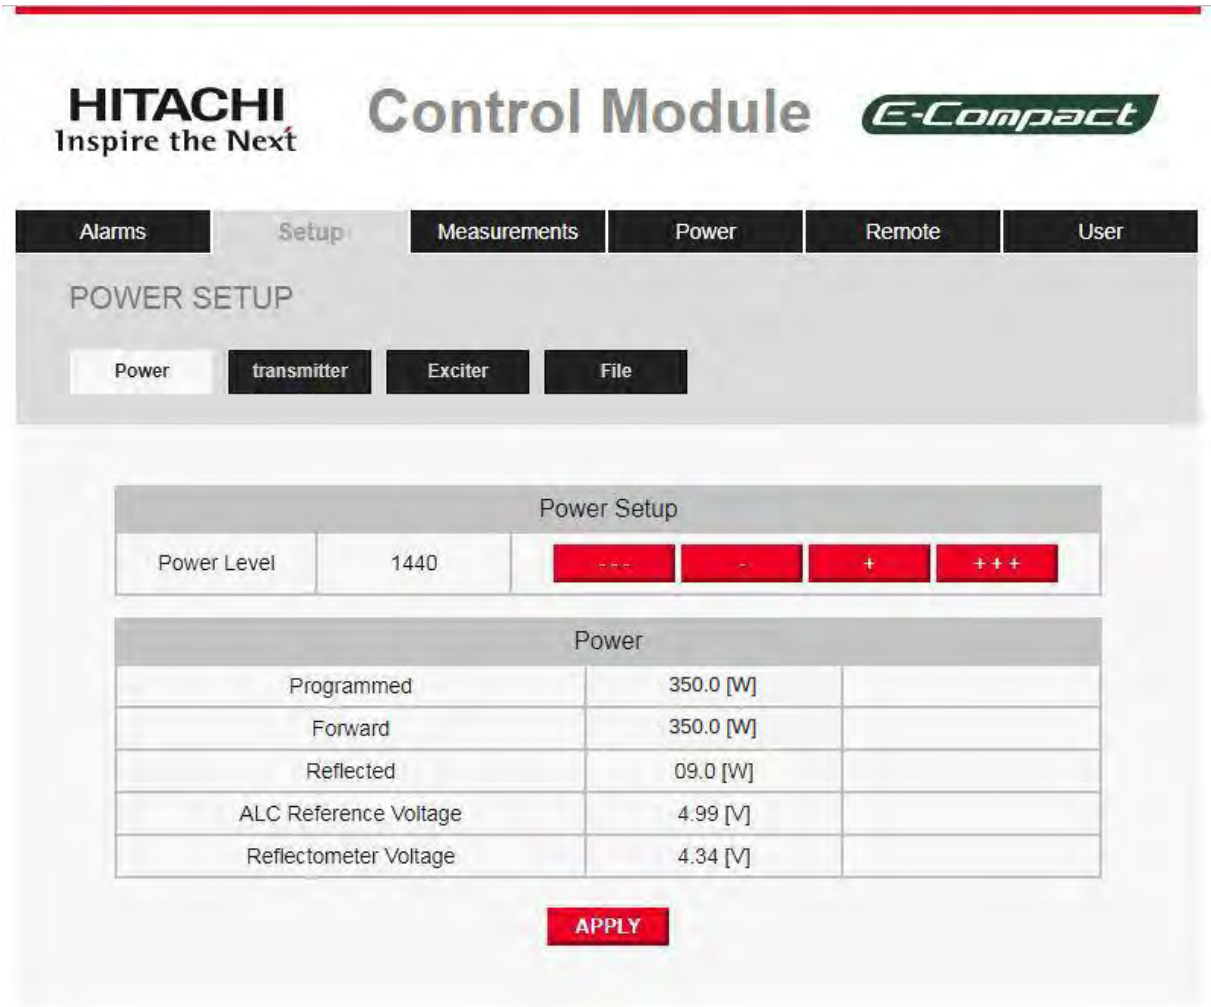 HITACHI
Inspire the Next
Control Module
E-Compact
Alarms Setup Measurements Power Remote User
POWER SETUP
Power transmitter Exciter File
Power Setup
Power Level 1440 --- - + +++
Power
Programmed 350.0 [W]
Forward 350.0 [W]
Reflected 09.0 [W]
ALC Reference Voltage 4.99 [V]
Reflectometer Voltage 4.34 [V]
APPLY